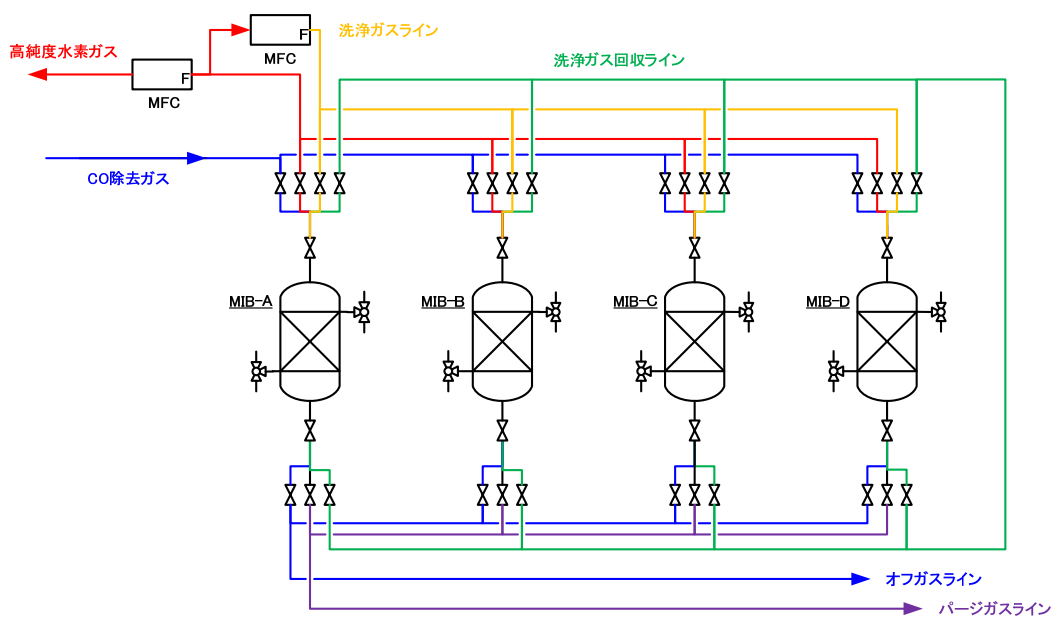 洗浄ガスライン
F
高純度水素ガス
MFC
洗浄ガス回収ライン
F
MFC
CO除去ガス
MIB-A
MIB-B
MIB-C
MIB-D
オフガスライン
パージガスライン